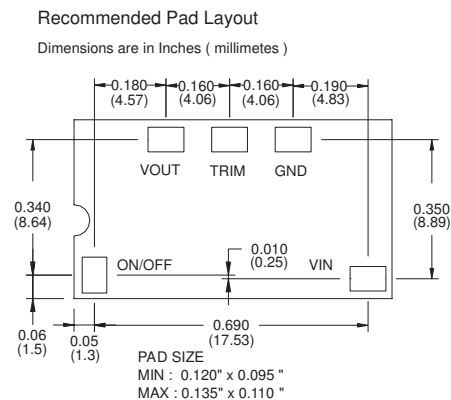 Recommended Pad Layout
Dimensions are in Inches ( millimetes )
0.180 0.160 0.160 0.190
(4.57) (4.06) (4.06) (4.83)
VOUT TRIM GND
0.340
(8.64)
0.350
(8.89)
ON/OFF
0.010
(0.25)
VIN
0.06
(1.5)
0.05
(1.3)
0.690
(17.53)
PAD SIZE
MIN : 0.120" x 0.095 "
MAX : 0.135" x 0.110 "